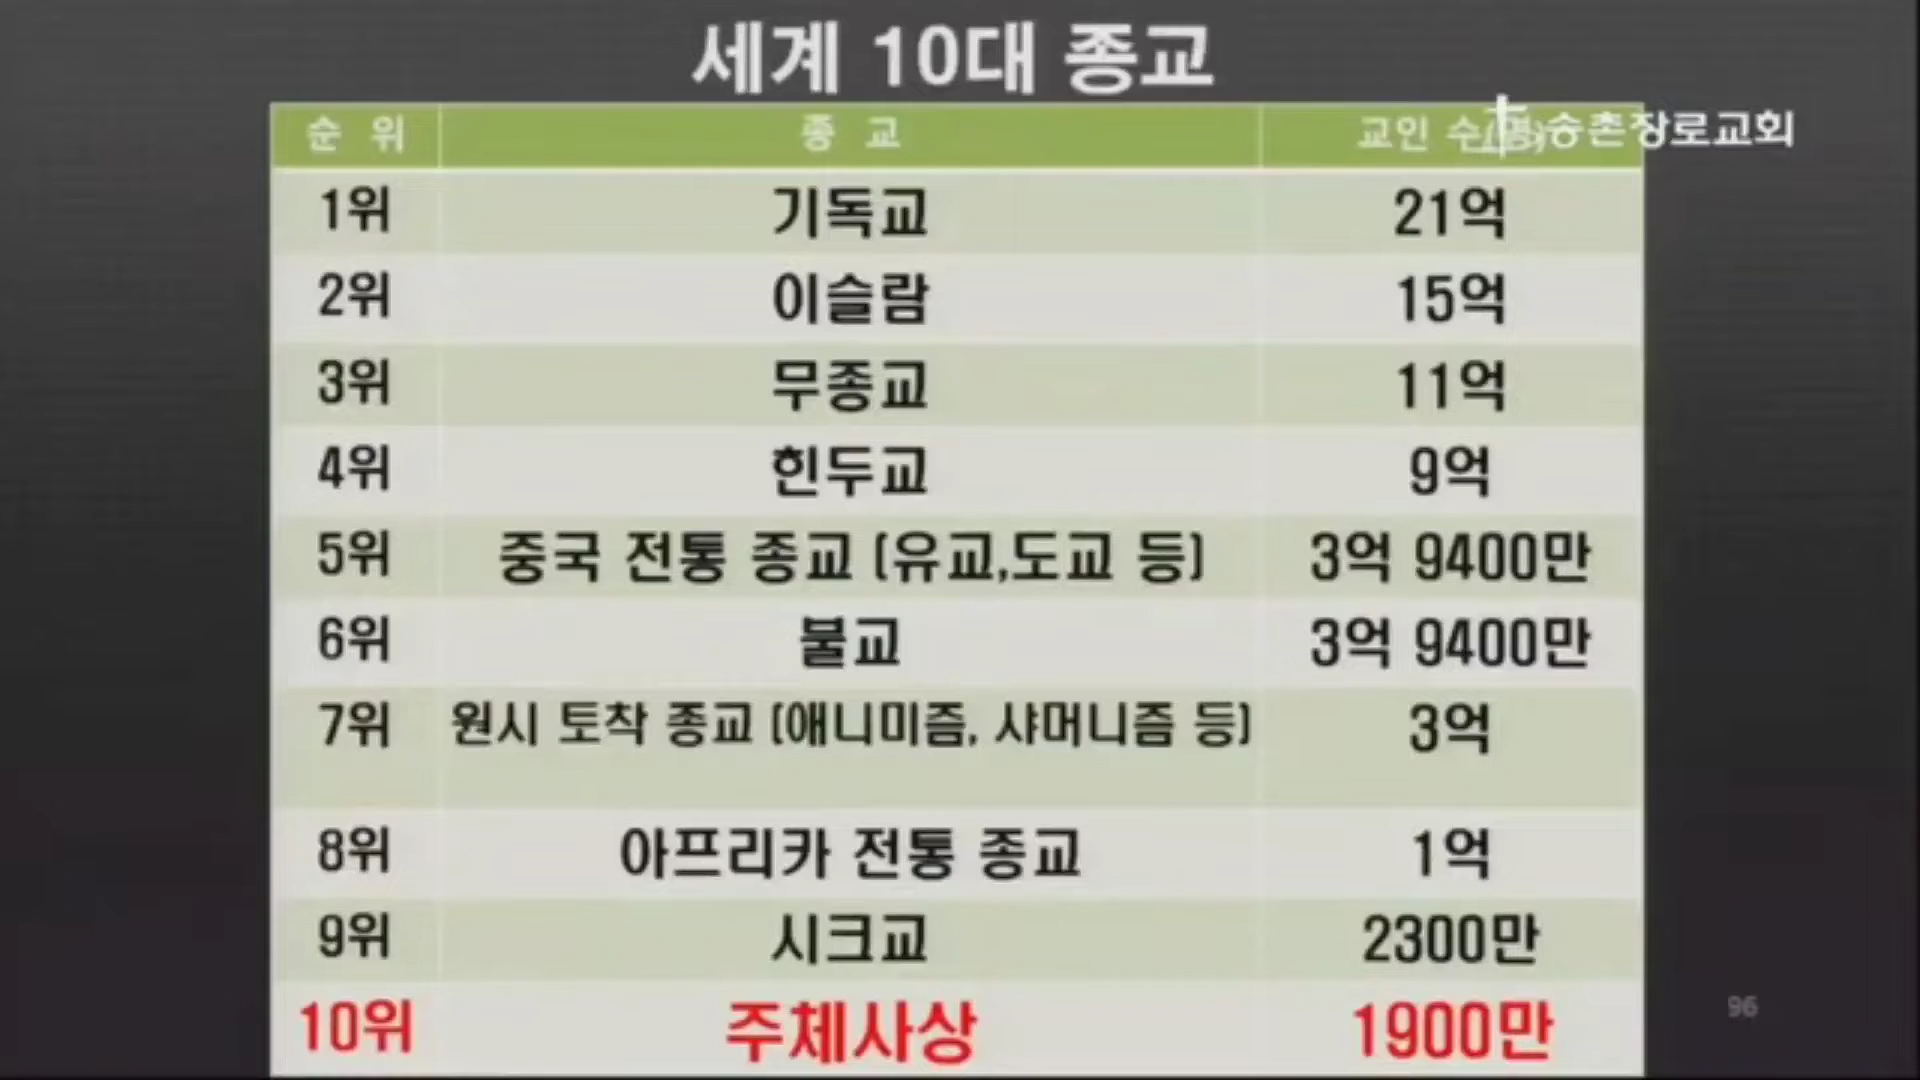 세계 10대 종교
순 위 종 교 교인 수(명)
송촌장로교회
1위 기독교 21억
2위 이슬람 15억
3위 무종교 11억
4위 힌두교 9억
5위 중국 전통 종교 (유교,도교 등) 3억 9400만
6위 불교 3억 9400만
7위 원시 토착 종교 (애니미즘, 샤머니즘 등) 3억
8위 아프리카 전통 종교 1억
9위 시크교 2300만
10위 주체사상 1900만
96